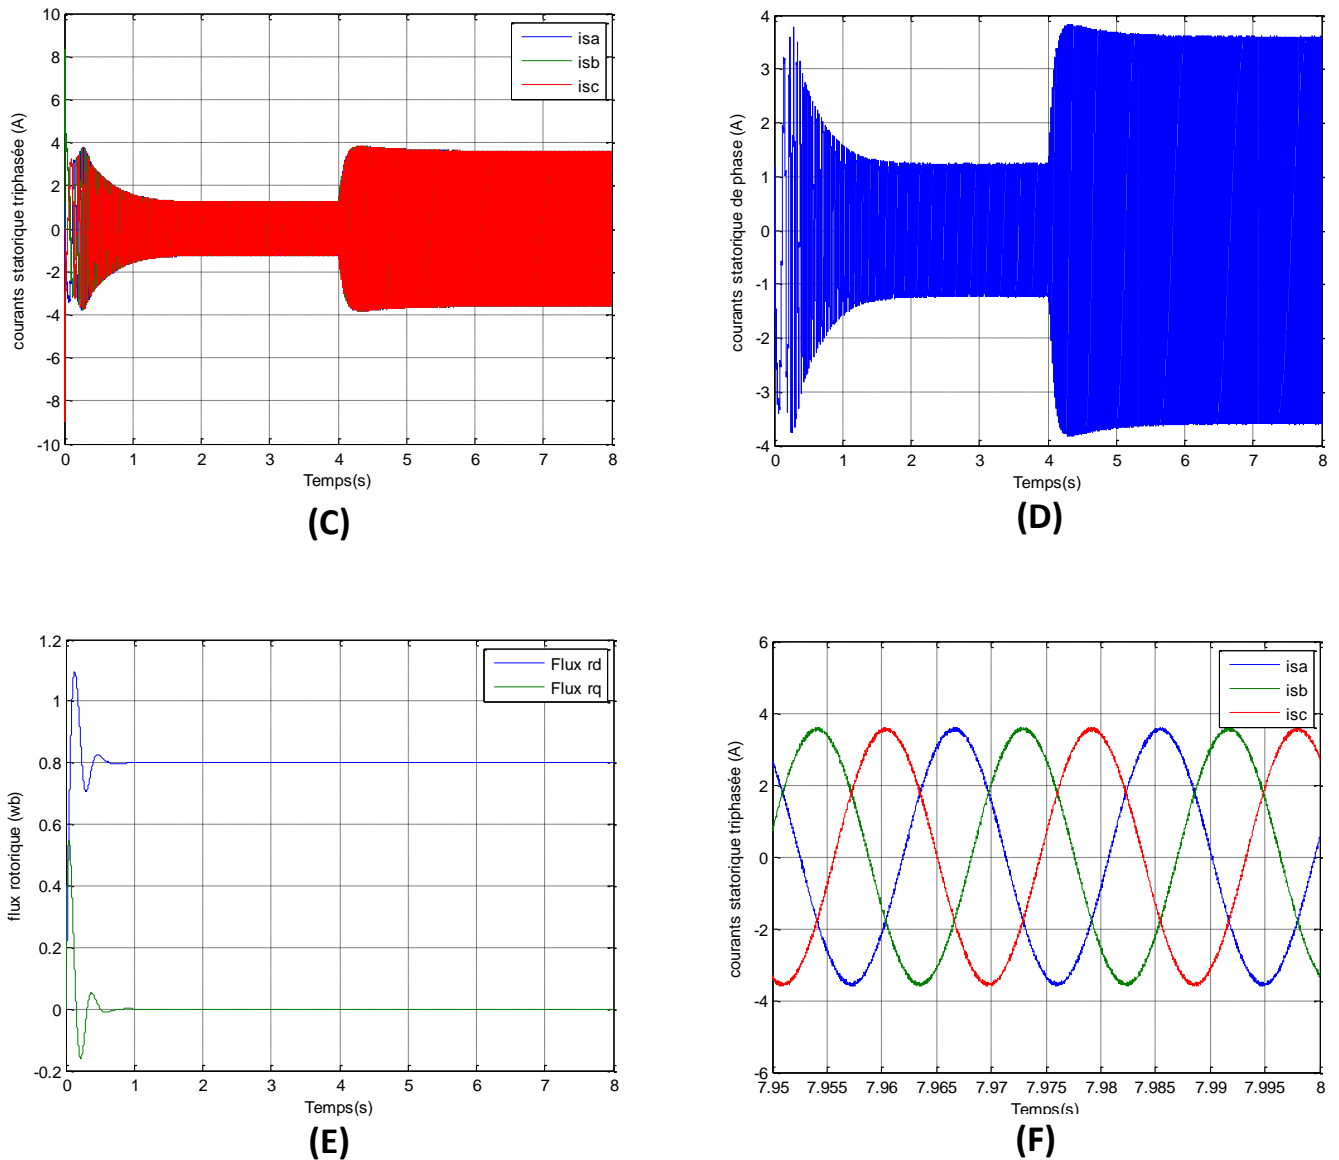 courants statorique triphasée (A)
10
8
6
4
2
0
-2
-4
-6
-8
-10
isa
isb
isc
0 1 2 3 4 5 6 7 8
Temps(s)
(C)
courants statorique de phase (A)
4
3
2
1
0
-1
-2
-3
-4
0 1 2 3 4 5 6 7 8
Temps(s)
(D)
flux rotorique (wb)
1.2
1
0.8
0.6
0.4
0.2
0
-0.2
Flux rd
Flux rq
0 1 2 3 4 5 6 7 8
Temps(s)
(E)
courants statorique triphasée (A)
6
4
2
0
-2
-4
-6
isa
isb
isc
7.95 7.955 7.96 7.965 7.97 7.975 7.98 7.985 7.99 7.995 8
Temps(s)
(F)